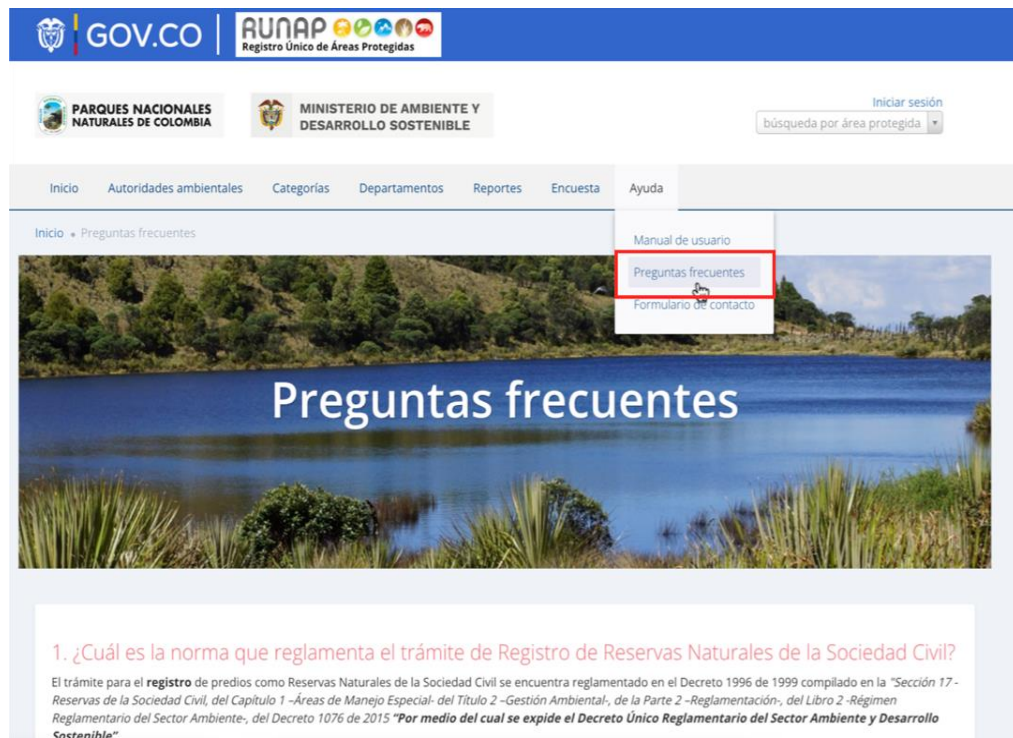 GOV.CO
RUNAP
Registro Único de Áreas Protegidas
PARQUES NACIONALES
NATURALES DE COLOMBIA
MINISTERIO DE AMBIENTE Y
DESARROLLO SOSTENIBLE
Iniciar sesión
búsqueda por área protegida
Inicio Autoridades ambientales Categorías Departamentos Reportes Encuesta Ayuda
Inicio • Preguntas frecuentes
Manual de usuario
Preguntas frecuentes
Formulario de contacto
Preguntas frecuentes
1. ¿Cuál es la norma que reglamenta el trámite de Registro de Reservas Naturales de la Sociedad Civil?
El trámite para el registro de predios como Reservas Naturales de la Sociedad Civil se encuentra reglamentado en el Decreto 1996 de 1999 compilado en la "Sección 17 -
Reservas de la Sociedad Civil, del Capítulo 1 –Áreas de Manejo Especial- del Título 2 –Gestión Ambiental-, de la Parte 2 –Reglamentación-, del Libro 2 -Régimen
Reglamentario del Sector Ambiente-, del Decreto 1076 de 2015 "Por medio del cual se expide el Decreto Único Reglamentario del Sector Ambiente y Desarrollo
Sostenible"